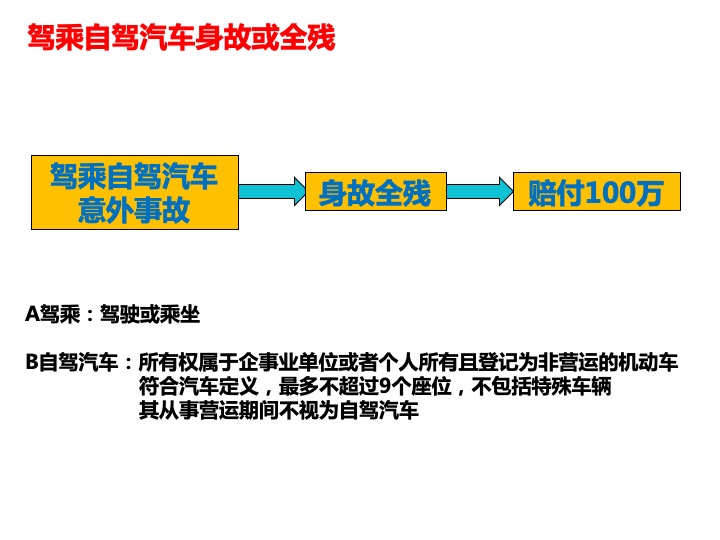 驾乘自驾汽车身故或全残
驾乘自驾汽车
意外事故
身故全残
赔付100万
A驾乘：驾驶或乘坐
B自驾汽车：所有权属于企事业单位或者个人所有且登记为非营运的机动车
符合汽车定义，最多不超过9个座位，不包括特殊车辆
其从事营运期间不视为自驾汽车